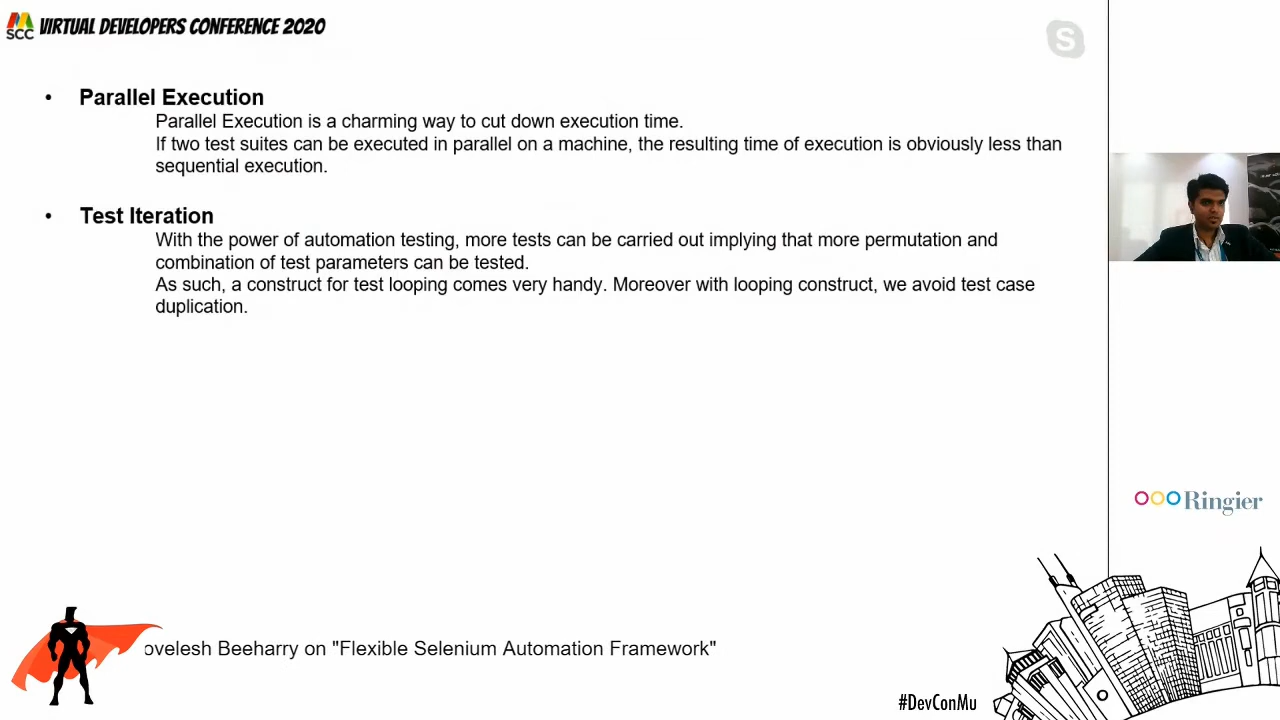 SCC VIRTUAL DEVELOPERS CONFERENCE 2020
S
• Parallel Execution
Parallel Execution is a charming way to cut down execution time.
If two test suites can be executed in parallel on a machine, the resulting time of execution is obviously less than
sequential execution.
• Test Iteration
With the power of automation testing, more tests can be carried out implying that more permutation and
combination of test parameters can be tested.
As such, a construct for test looping comes very handy. Moreover with looping construct, we avoid test case
duplication.
Ringier
ovelesh Beeharry on "Flexible Selenium Automation Framework"
#DevConMu